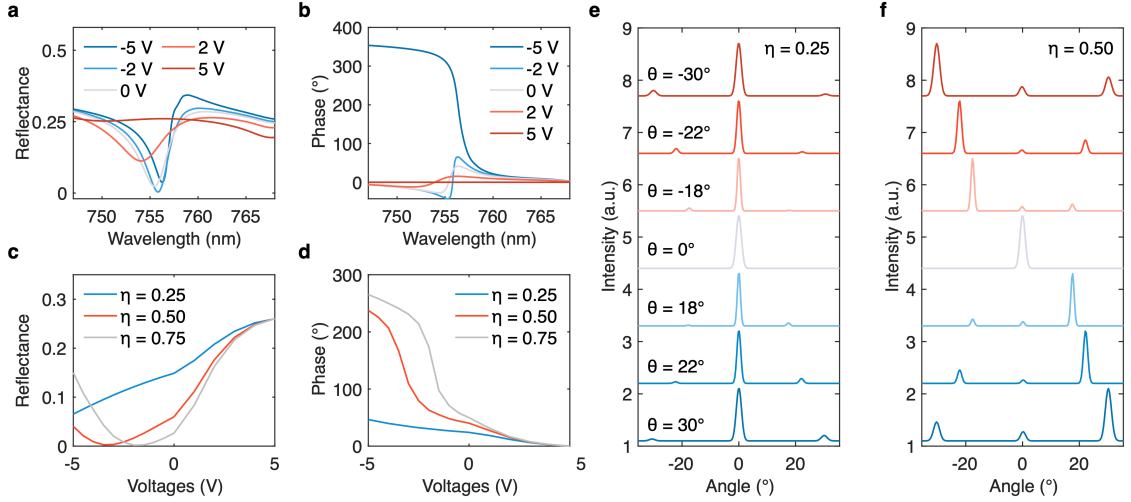 a
Reflectance
0.5
0.25
0
-5 V
-2 V
0 V
2 V
5 V
750
755
760
765
Wavelength (nm)
b
Phase (°)
400
300
200
100
0
-5 V
-2 V
0 V
2 V
5 V
750
755
760
765
Wavelength (nm)
c
Reflectance
0.3
0.2
0.1
0
η = 0.25
η = 0.50
η = 0.75
-5
0
5
Voltages (V)
d
Phase (°)
300
200
100
0
η = 0.25
η = 0.50
η = 0.75
-5
0
5
Voltages (V)
e
Intensity (a.u.)
9
8
7
6
5
4
3
2
1
η = 0.25
θ = -30°
θ = -22°
θ = -18°
θ = 0°
θ = 18°
θ = 22°
θ = 30°
-20
0
20
Angle (°)
f
Intensity (a.u.)
9
8
7
6
5
4
3
2
1
η = 0.50
-20
0
20
Angle (°)